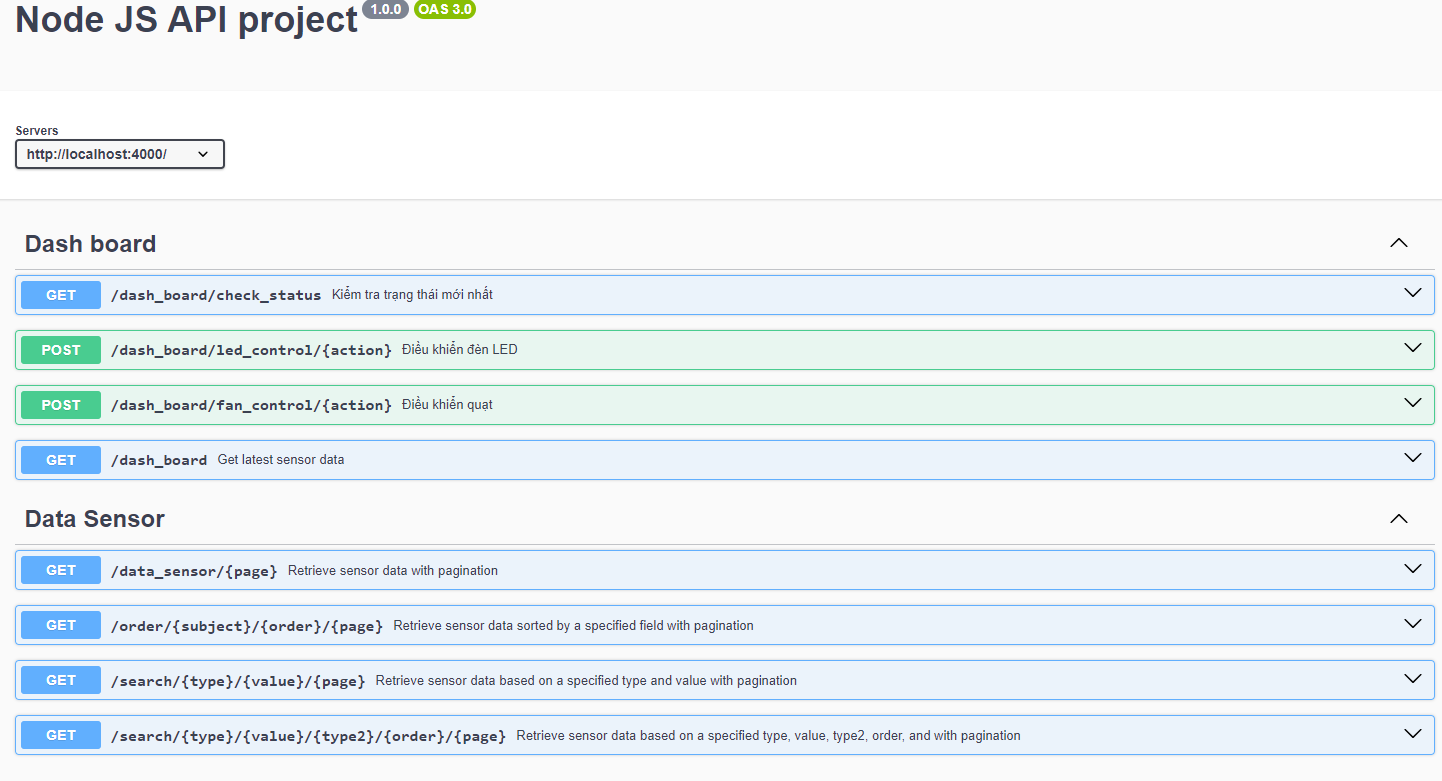 Node JS API project 1.0.0 OAS 3.0
Servers
http://localhost:4000/
Dash board
GET /dash_board/check_status Kiểm tra trạng thái mới nhất
POST /dash_board/led_control/{action} Điều khiển đèn LED
POST /dash_board/fan_control/{action} Điều khiển quạt
GET /dash_board Get latest sensor data
Data Sensor
GET /data_sensor/{page} Retrieve sensor data with pagination
GET /order/{subject}/{order}/{page} Retrieve sensor data sorted by a specified field with pagination
GET /search/{type}/{value}/{page} Retrieve sensor data based on a specified type and value with pagination
GET /search/{type}/{value}/{type2}/{order}/{page} Retrieve sensor data based on a specified type, value, type2, order, and with pagination